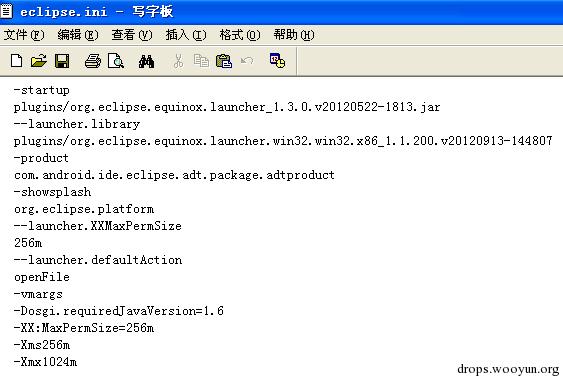 eclipse.ini - 写字板
文件(F) 编辑(E) 查看(V) 插入(I) 格式(O) 帮助(H)
-startup
plugins/org.eclipse.equinox.launcher_1.3.0.v20120522-1813.jar
--launcher.library
plugins/org.eclipse.equinox.launcher.win32.win32.x86_1.1.200.v20120913-144807
-product
com.android.ide.eclipse.adt.package.adtproduct
-showsplash
org.eclipse.platform
--launcher.XXMaxPermSize
256m
--launcher.defaultAction
openFile
-vmargs
-Dosgi.requiredJavaVersion=1.6
-XX:MaxPermSize=256m
-Xms256m
-Xmx1024m
drops.wooyun.org